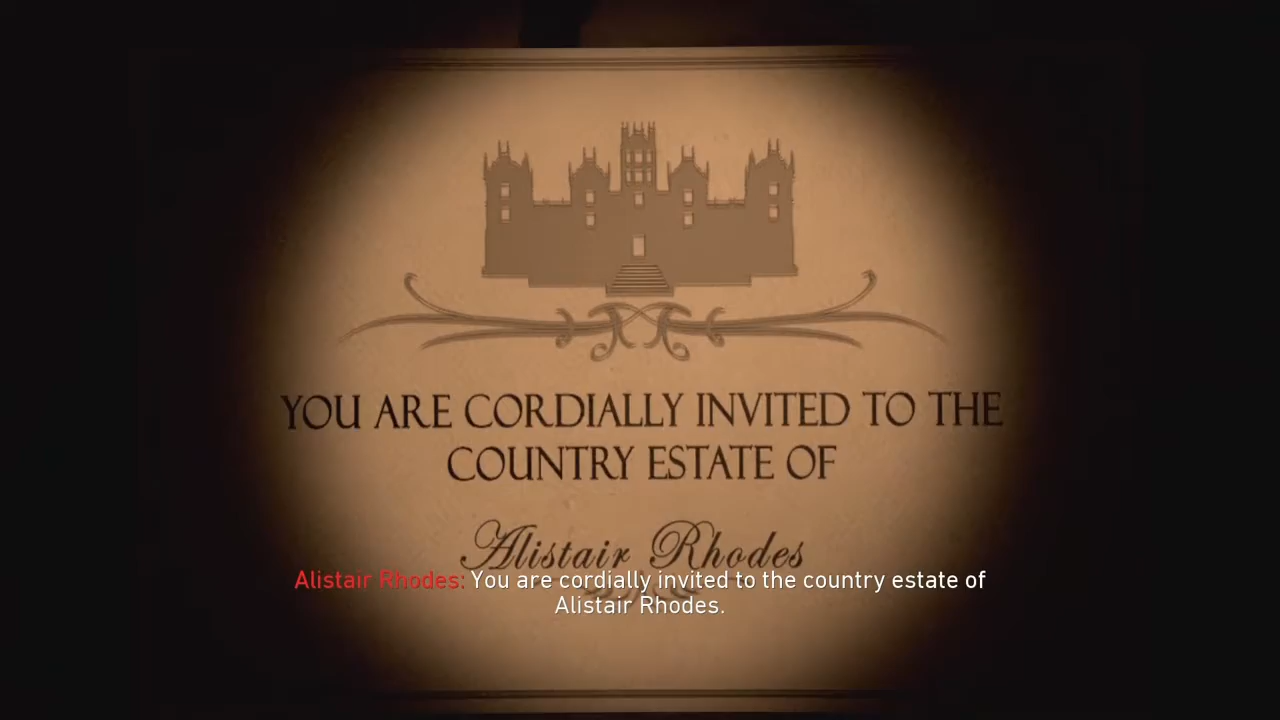 YOU ARE CORDIALLY INVITED TO THE
COUNTRY ESTATE OF
Alistair Rhodes
Alistair Rhodes: You are cordially invited to the country estate of
Alistair Rhodes.